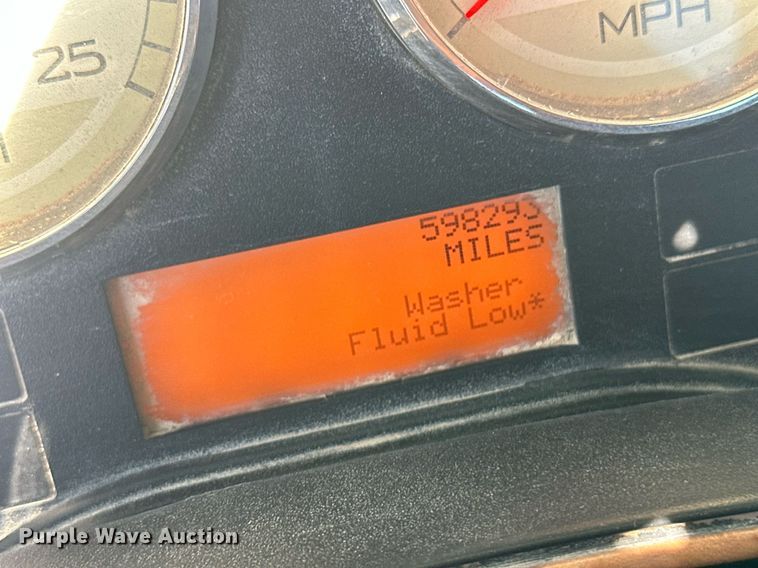 25
MPH
598293
MILES
Washer
Fluid Low*
Purple Wave Auction